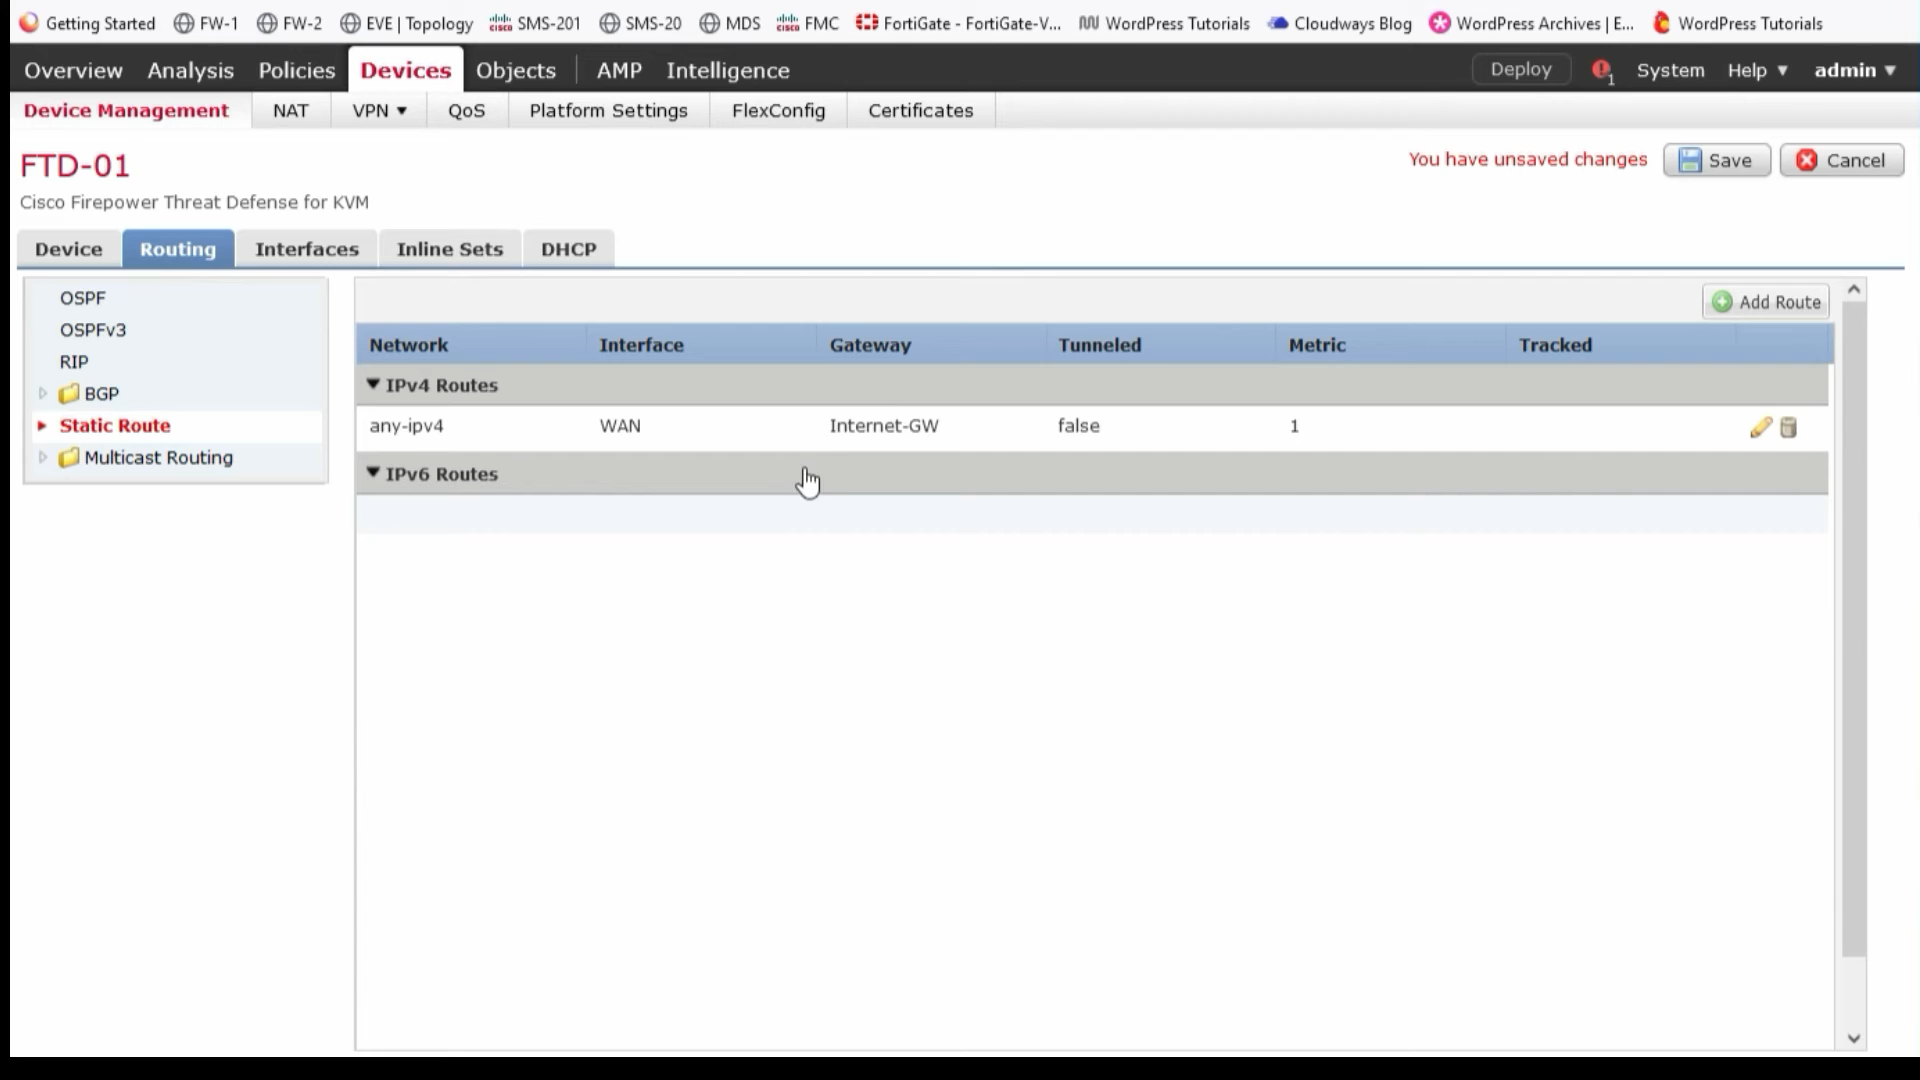 Getting Started FW-1 FW-2 EVE | Topology SMS-201 SMS-20 MDS FMC FortiGate - FortiGate-V... WordPress Tutorials Cloudways Blog WordPress Archives | E... WordPress Tutorials
Overview Analysis Policies Devices Objects AMP Intelligence Deploy 1 System Help admin
Device Management NAT VPN QoS Platform Settings FlexConfig Certificates
FTD-01
You have unsaved changes Save Cancel
Cisco Firepower Threat Defense for KVM
Device Routing Interfaces Inline Sets DHCP
OSPF
OSPFv3
RIP
BGP
Static Route
Multicast Routing
Add Route
Network Interface Gateway Tunneled Metric Tracked
IPv4 Routes
any-ipv4 WAN Internet-GW false 1
IPv6 Routes